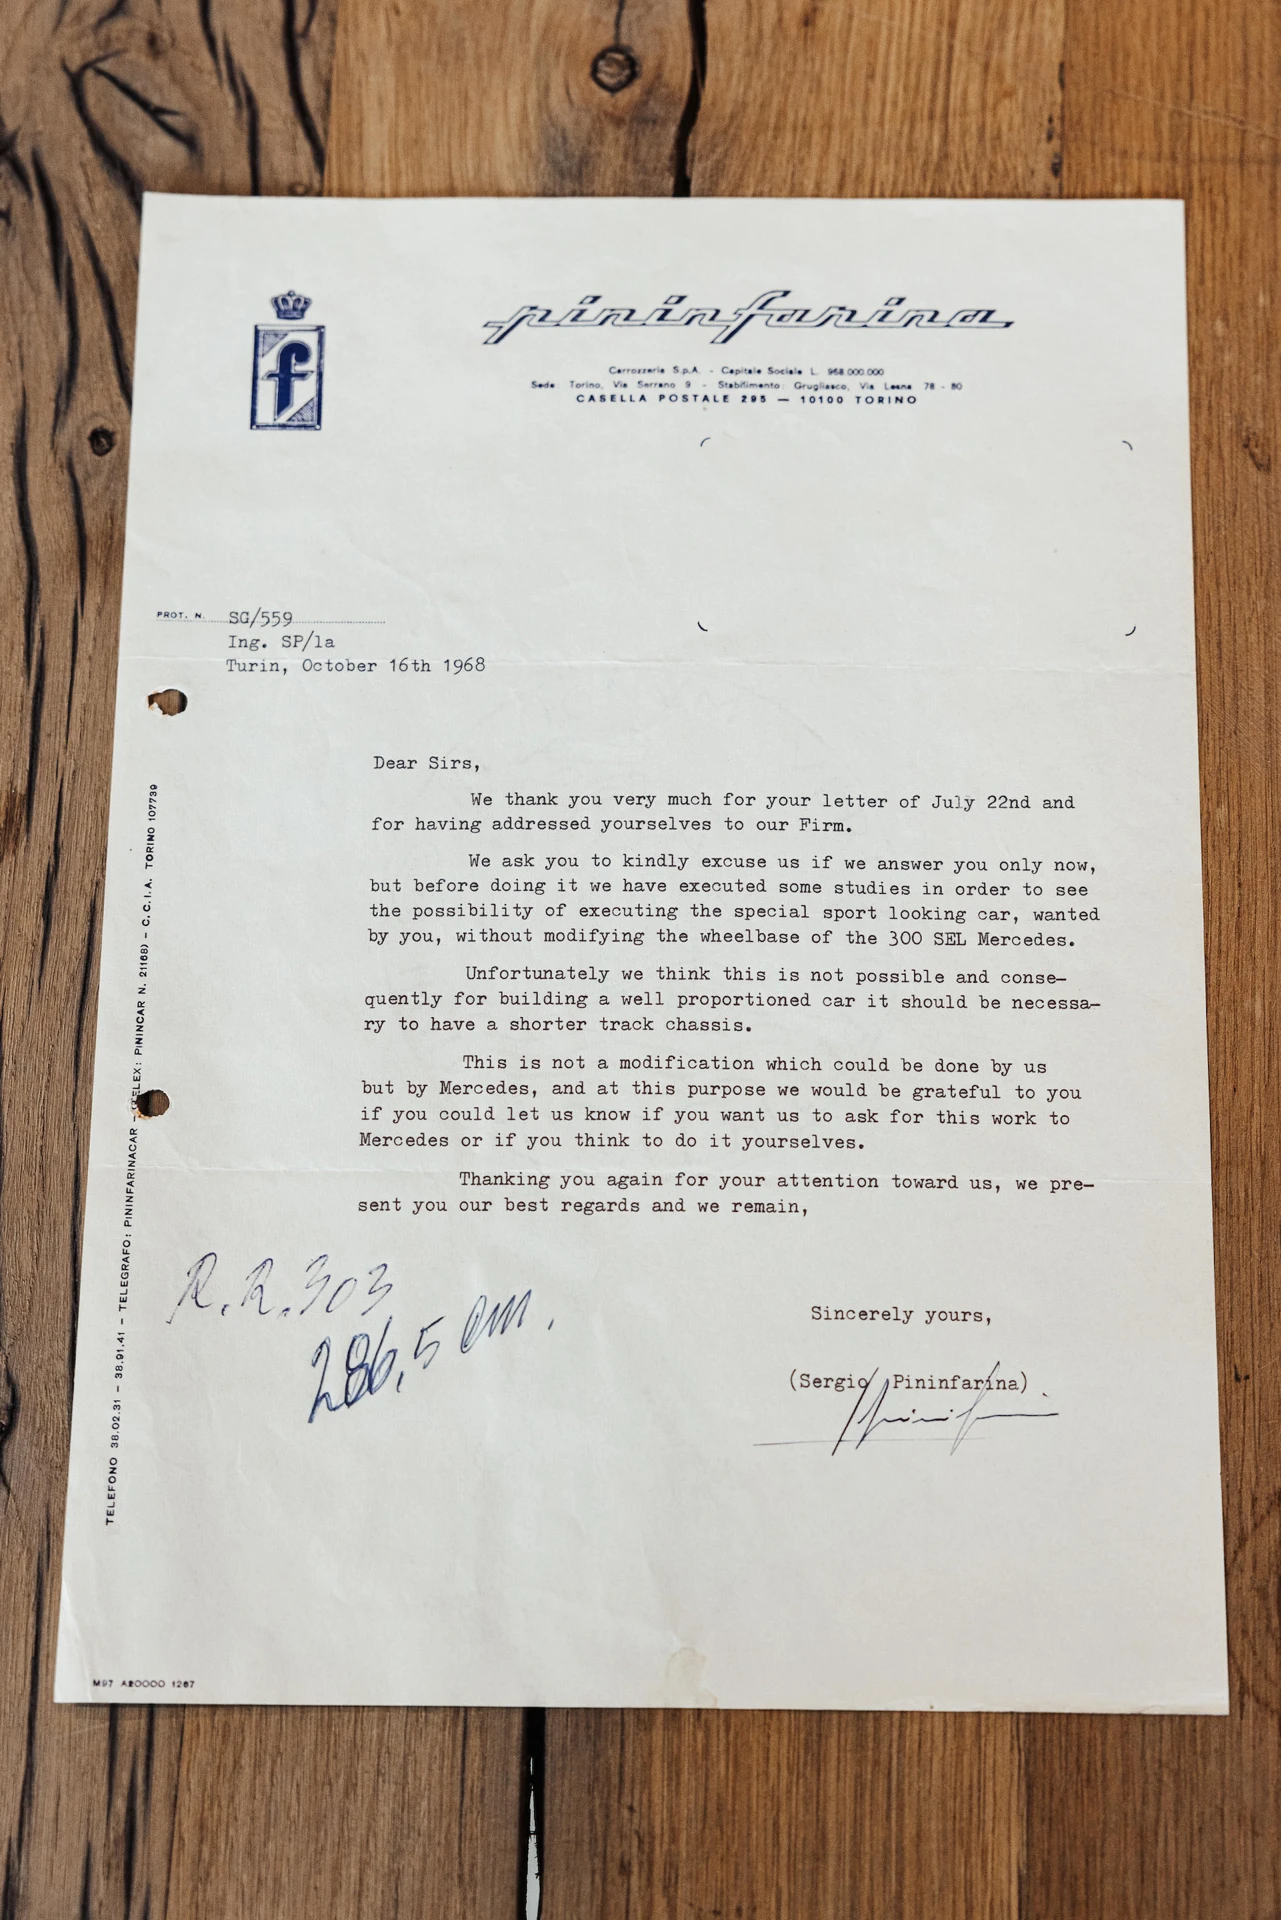 f
pininfarina
Carrozzeria S.p.A. - Capitale Sociale L. 968.000.000
Sede Torino, Via Serrano 9 - Stabilimento: Grugliasco, Via Lesna 78 - 80
CASELLA POSTALE 295 — 10100 TORINO
PROT. N. SG/559
Ing. SP/la
Turin, October 16th 1968
Dear Sirs,
We thank you very much for your letter of July 22nd and
for having addressed yourselves to our Firm.
We ask you to kindly excuse us if we answer you only now,
but before doing it we have executed some studies in order to see
the possibility of executing the special sport looking car, wanted
by you, without modifying the wheelbase of the 300 SEL Mercedes.
Unfortunately we think this is not possible and conse-
quently for building a well proportioned car it should be necessa-
ry to have a shorter track chassis.
This is not a modification which could be done by us
but by Mercedes, and at this purpose we would be grateful to you
if you could let us know if you want us to ask for this work to
Mercedes or if you think to do it yourselves.
Thanking you again for your attention toward us, we pre-
sent you our best regards and we remain,
R.R. 303
286,5 cm.
Sincerely yours,
(Sergio Pininfarina)
TELEFONO 38.02.31 - 38.91.41 - TELEGRAFO: PININFARINACAR - TELEX: PININCAR N. 21168) - C.C.I.A. TORINO 107739
M97 A20000 1267